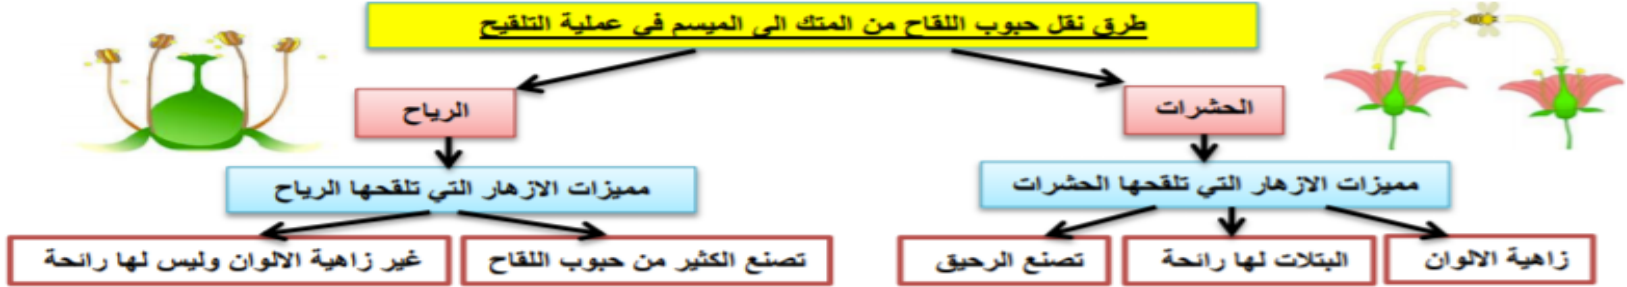 طرق نقل حبوب اللقاح من المتك الى الميسم في عملية التلقيح
الحشرات
الرياح
مميزات الازهار التي تلقحها الحشرات
مميزات الازهار التي تلقحها الرياح
زاهية الالوان
البتلات لها رائحة
تصنع الرحيق
تصنع الكثير من حبوب اللقاح
غير زاهية الالوان وليس لها رائحة